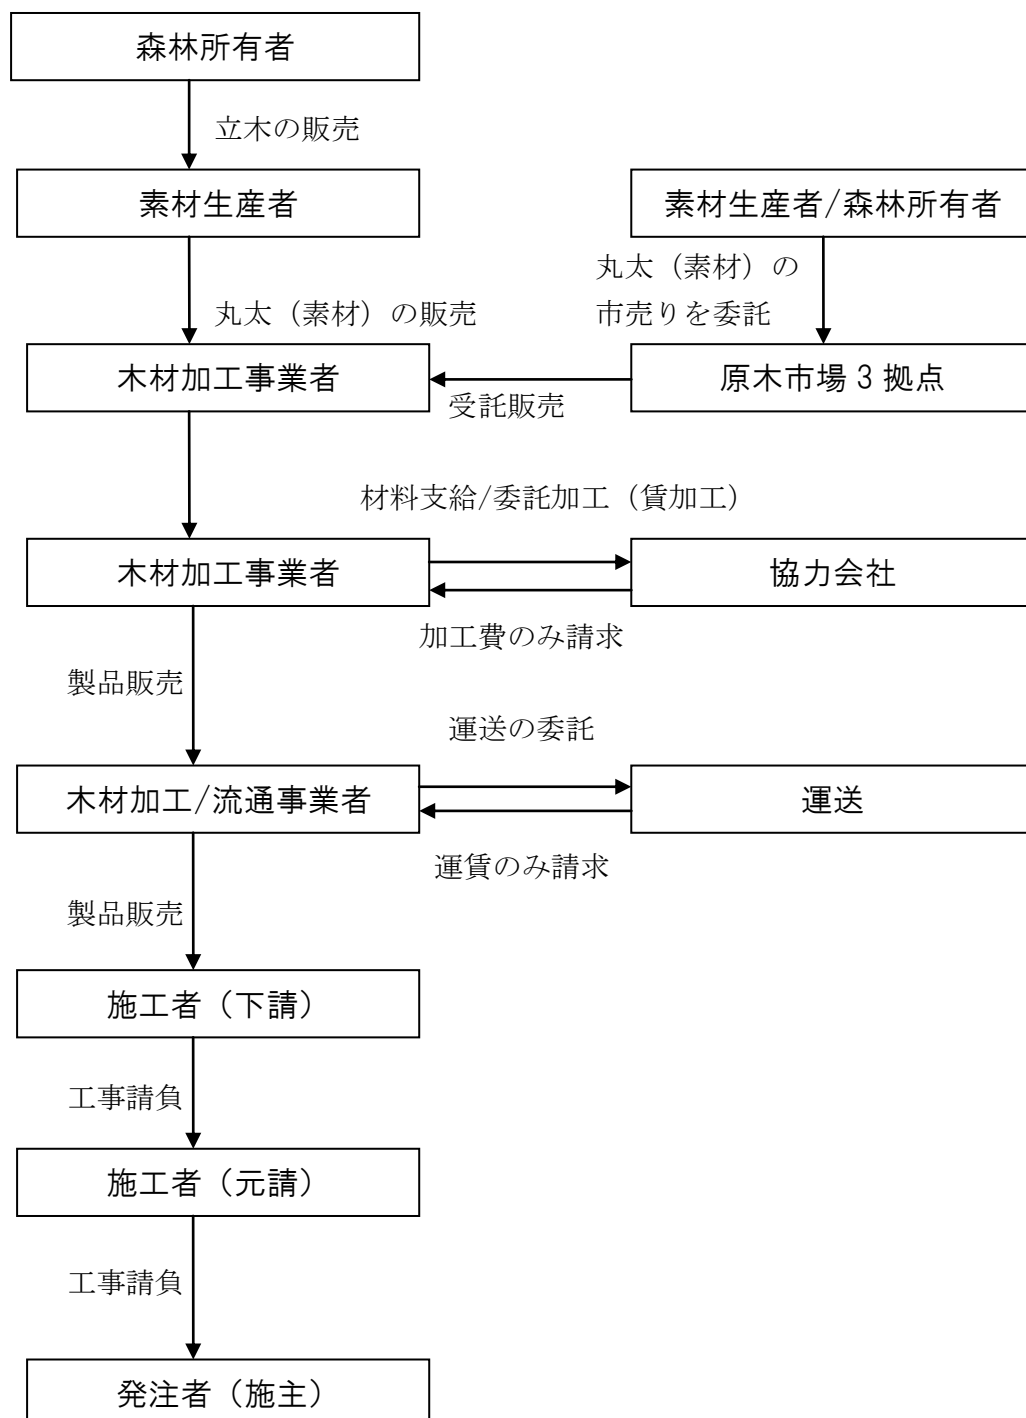 森林所有者
立木の販売
素材生産者
素材生産者/森林所有者
丸太（素材）の
市売りを委託
丸太（素材）の販売
木材加工事業者
原木市場 3 拠点
受託販売
材料支給/委託加工（賃加工）
木材加工事業者
協力会社
加工費のみ請求
製品販売
運送の委託
木材加工/流通事業者
運送
運賃のみ請求
製品販売
施工者（下請）
工事請負
施工者（元請）
工事請負
発注者（施主）